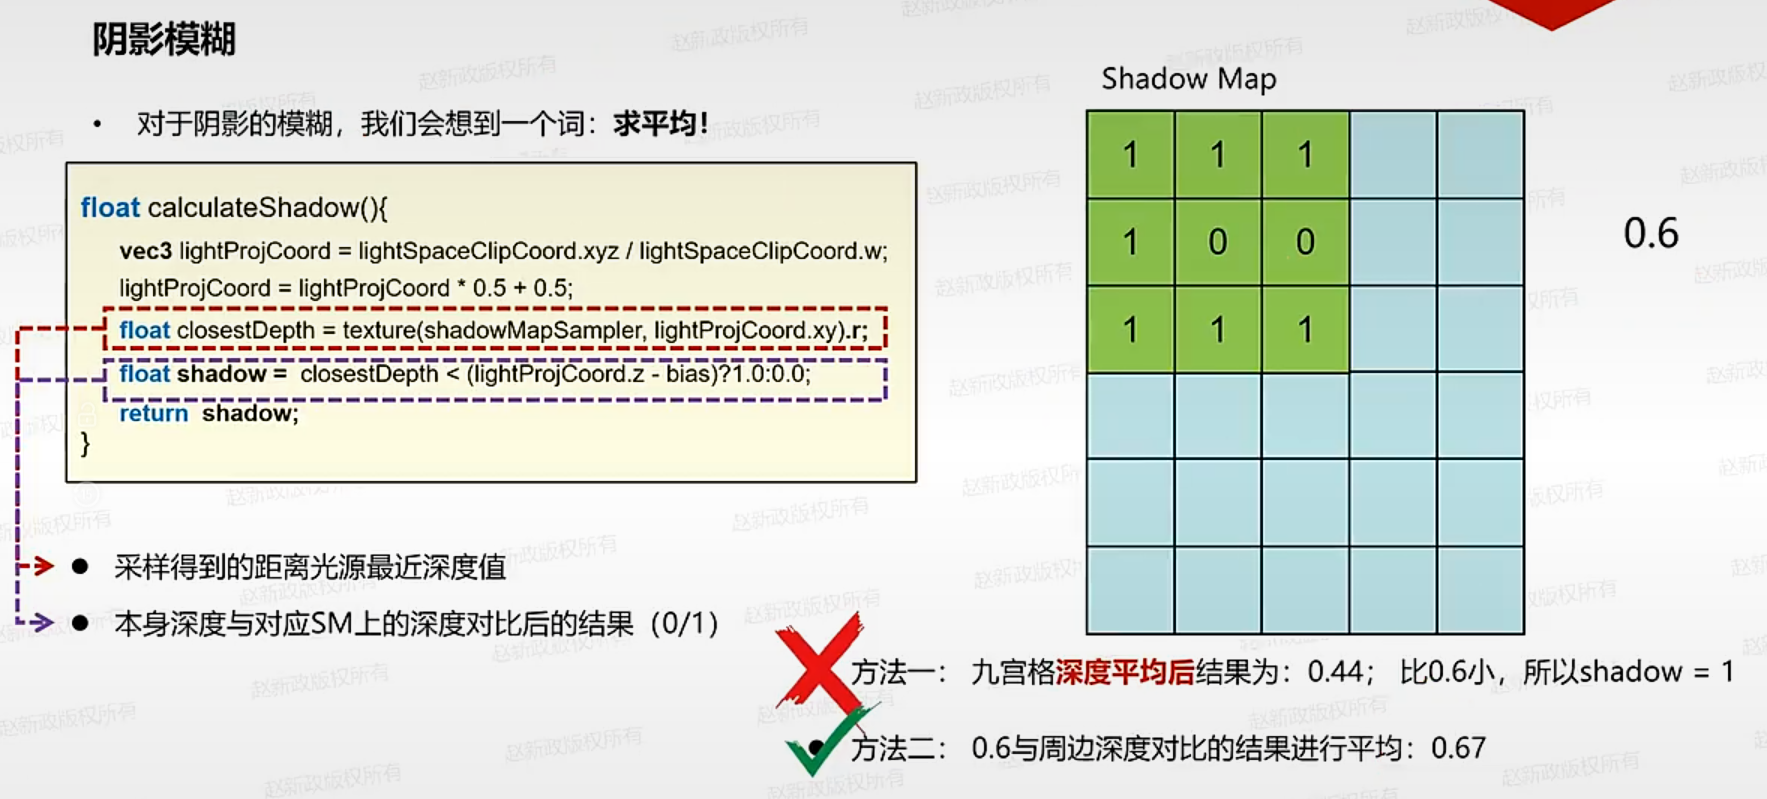 阴影模糊
• 对于阴影的模糊，我们会想到一个词：求平均！
float calculateShadow(){
vec3 lightProjCoord = lightSpaceClipCoord.xyz / lightSpaceClipCoord.w;
lightProjCoord = lightProjCoord * 0.5 + 0.5;
float closestDepth = texture(shadowMapSampler, lightProjCoord.xy).r;
float shadow = closestDepth < (lightProjCoord.z - bias)?1.0:0.0;
return shadow;
}
● 采样得到的距离光源最近深度值
● 本身深度与对应SM上的深度对比后的结果（0/1）
Shadow Map
1 1 1
1 0 0
1 1 1
0.6
方法一： 九宫格深度平均后结果为：0.44； 比0.6小，所以shadow = 1
● 方法二： 0.6与周边深度对比的结果进行平均：0.67
赵新政版权所有